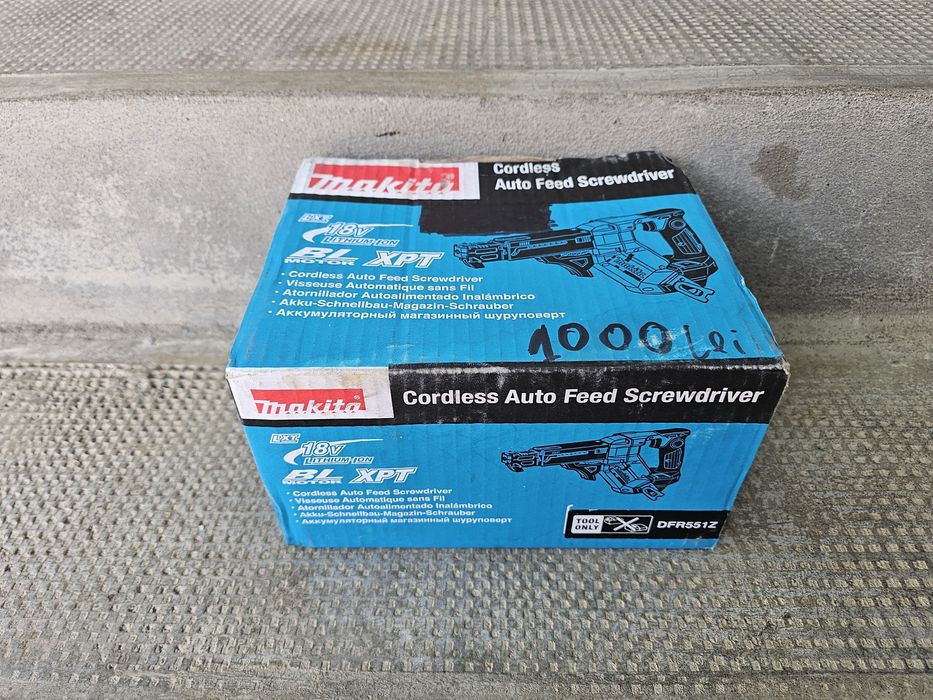 makita®
Cordless
Auto Feed Screwdriver
LXT
18V
LITHIUM-ION
BL
MOTOR
XPT
· Cordless Auto Feed Screwdriver
· Visseuse Automatique sans Fil
· Atornillador Autoalimentado Inalámbrico
· Akku-Schnellbau-Magazin-Schrauber
· Аккумуляторный магазинный шуруповерт
1000 Lei
makita®
Cordless Auto Feed Screwdriver
LXT
18V
LITHIUM-ION
BL
MOTOR
XPT
· Cordless Auto Feed Screwdriver
· Visseuse Automatique sans Fil
· Atornillador Autoalimentado Inalámbrico
· Akku-Schnellbau-Magazin-Schrauber
· Аккумуляторный магазинный шуруповерт
TOOL
ONLY
DFR551Z